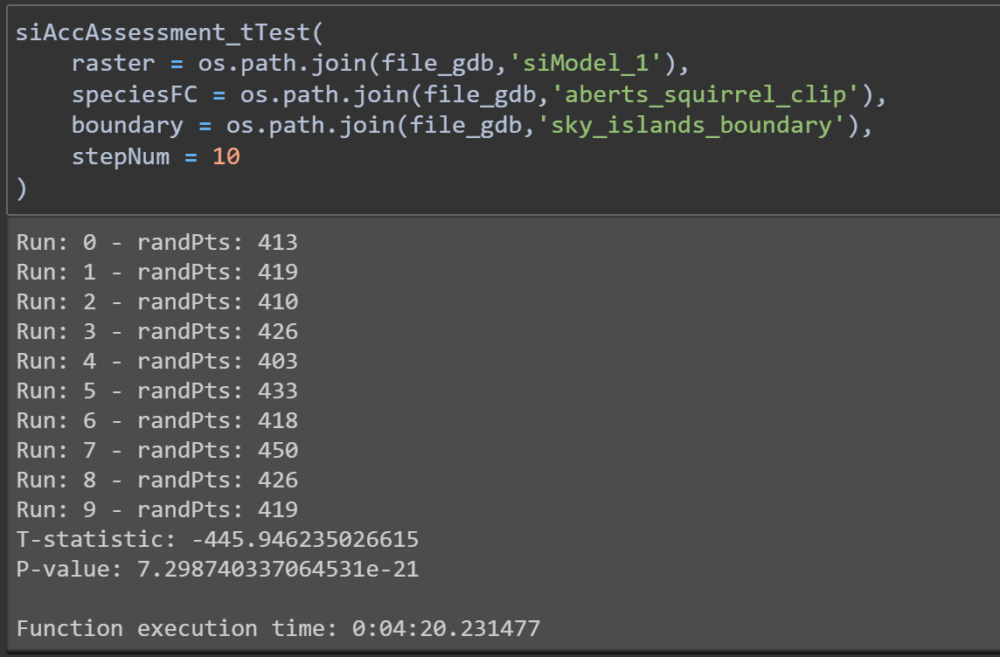 siAccAssessment_tTest(
    raster = os.path.join(file_gdb,'siModel_1'),
    speciesFC = os.path.join(file_gdb,'aberts_squirrel_clip'),
    boundary = os.path.join(file_gdb,'sky_islands_boundary'),
    stepNum = 10
)
Run: 0 - randPts: 413
Run: 1 - randPts: 419
Run: 2 - randPts: 410
Run: 3 - randPts: 426
Run: 4 - randPts: 403
Run: 5 - randPts: 433
Run: 6 - randPts: 418
Run: 7 - randPts: 450
Run: 8 - randPts: 426
Run: 9 - randPts: 419
T-statistic: -445.946235026615
P-value: 7.298740337064531e-21
Function execution time: 0:04:20.231477